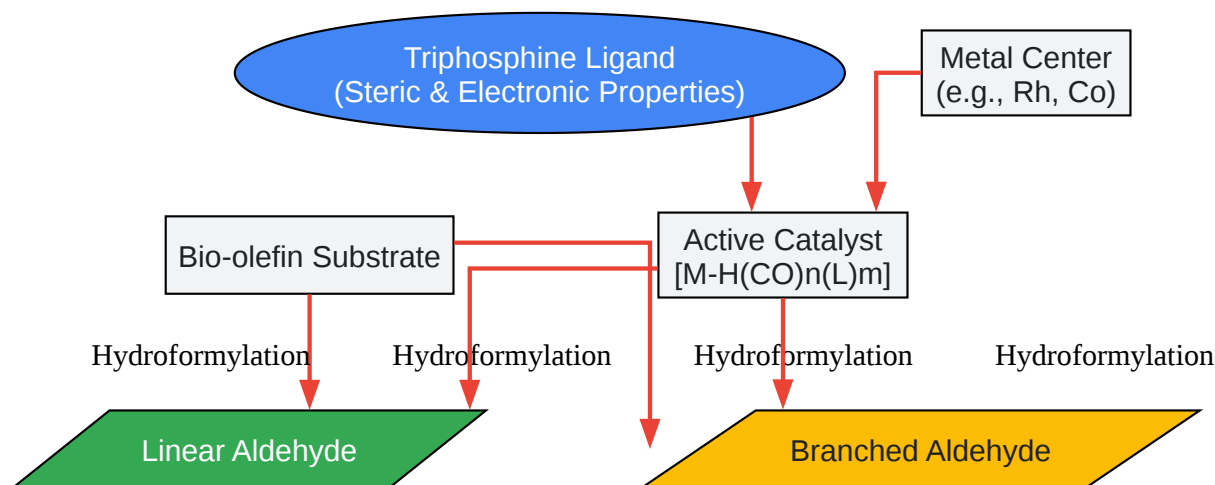 Triphosphine Ligand
(Steric & Electronic Properties)
Metal Center
(e.g., Rh, Co)
Bio-olefin Substrate
Active Catalyst
[M-H(CO)n(L)m]
Hydroformylation
Hydroformylation
Hydroformylation
Hydroformylation
Linear Aldehyde
Branched Aldehyde